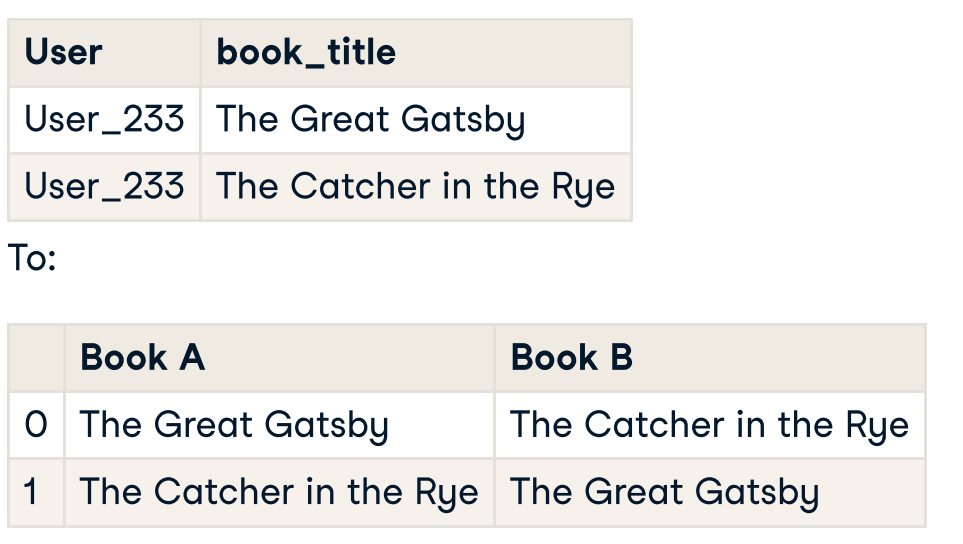 User book_title
User_233 The Great Gatsby
User_233 The Catcher in the Rye
To:
Book A Book B
0 The Great Gatsby The Catcher in the Rye
1 The Catcher in the Rye The Great Gatsby